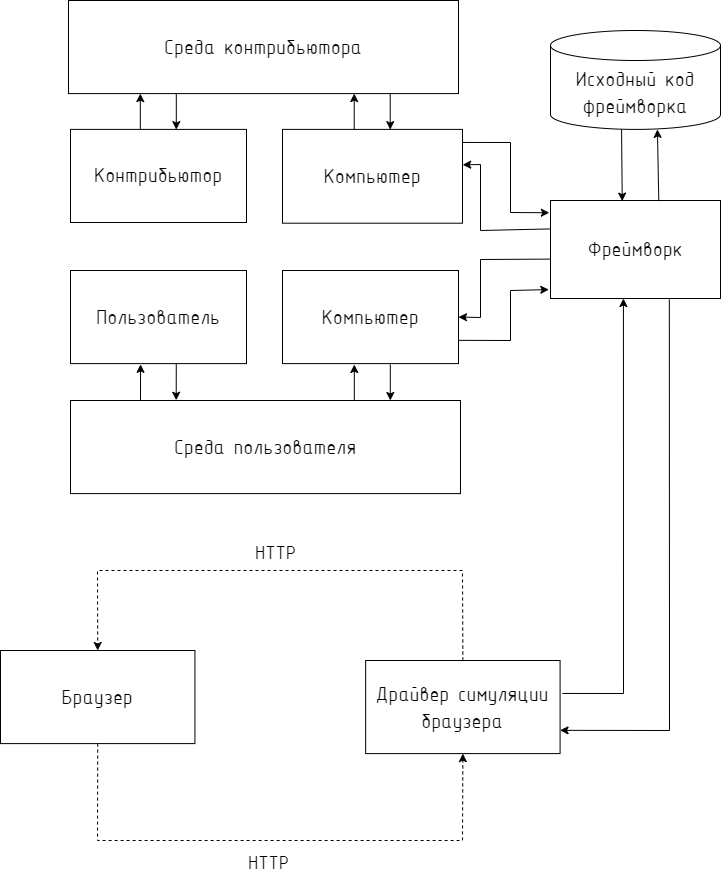 Среда контрибьютора
Исходный код
фреймворка
Контрибьютор
Компьютер
Фреймворк
Пользователь
Компьютер
Среда пользователя
HTTP
Браузер
Драйвер симуляции
браузера
HTTP